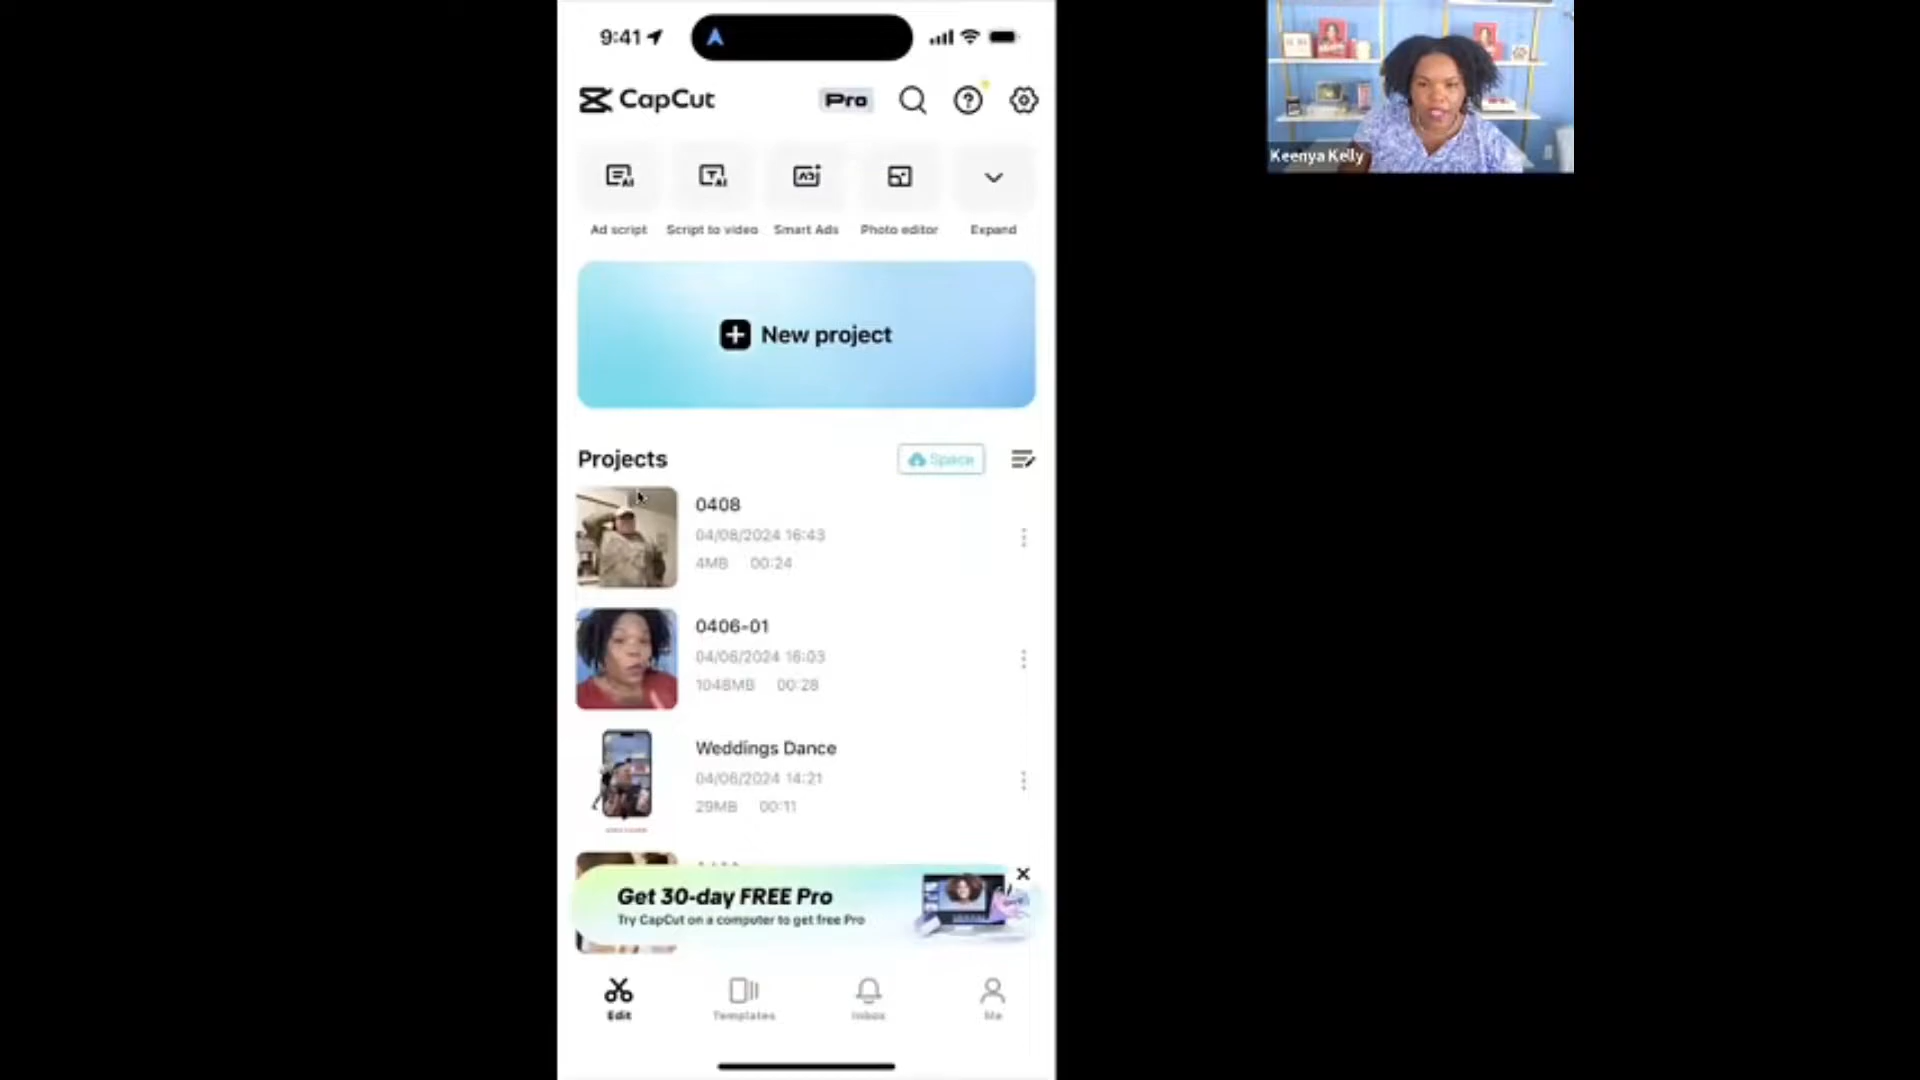 9:41
CapCut
Pro
Keenya Kelly
Ad script
Script to video
Smart Ads
Photo editor
Expand
New project
Projects
Space
0408
04/08/2024 16:43
4MB 00:24
0406-01
04/06/2024 16:03
1048MB 00:28
Weddings Dance
04/06/2024 14:21
29MB 00:11
Get 30-day FREE Pro
Try CapCut on a computer to get free Pro
Edit
Templates
Inbox
Me